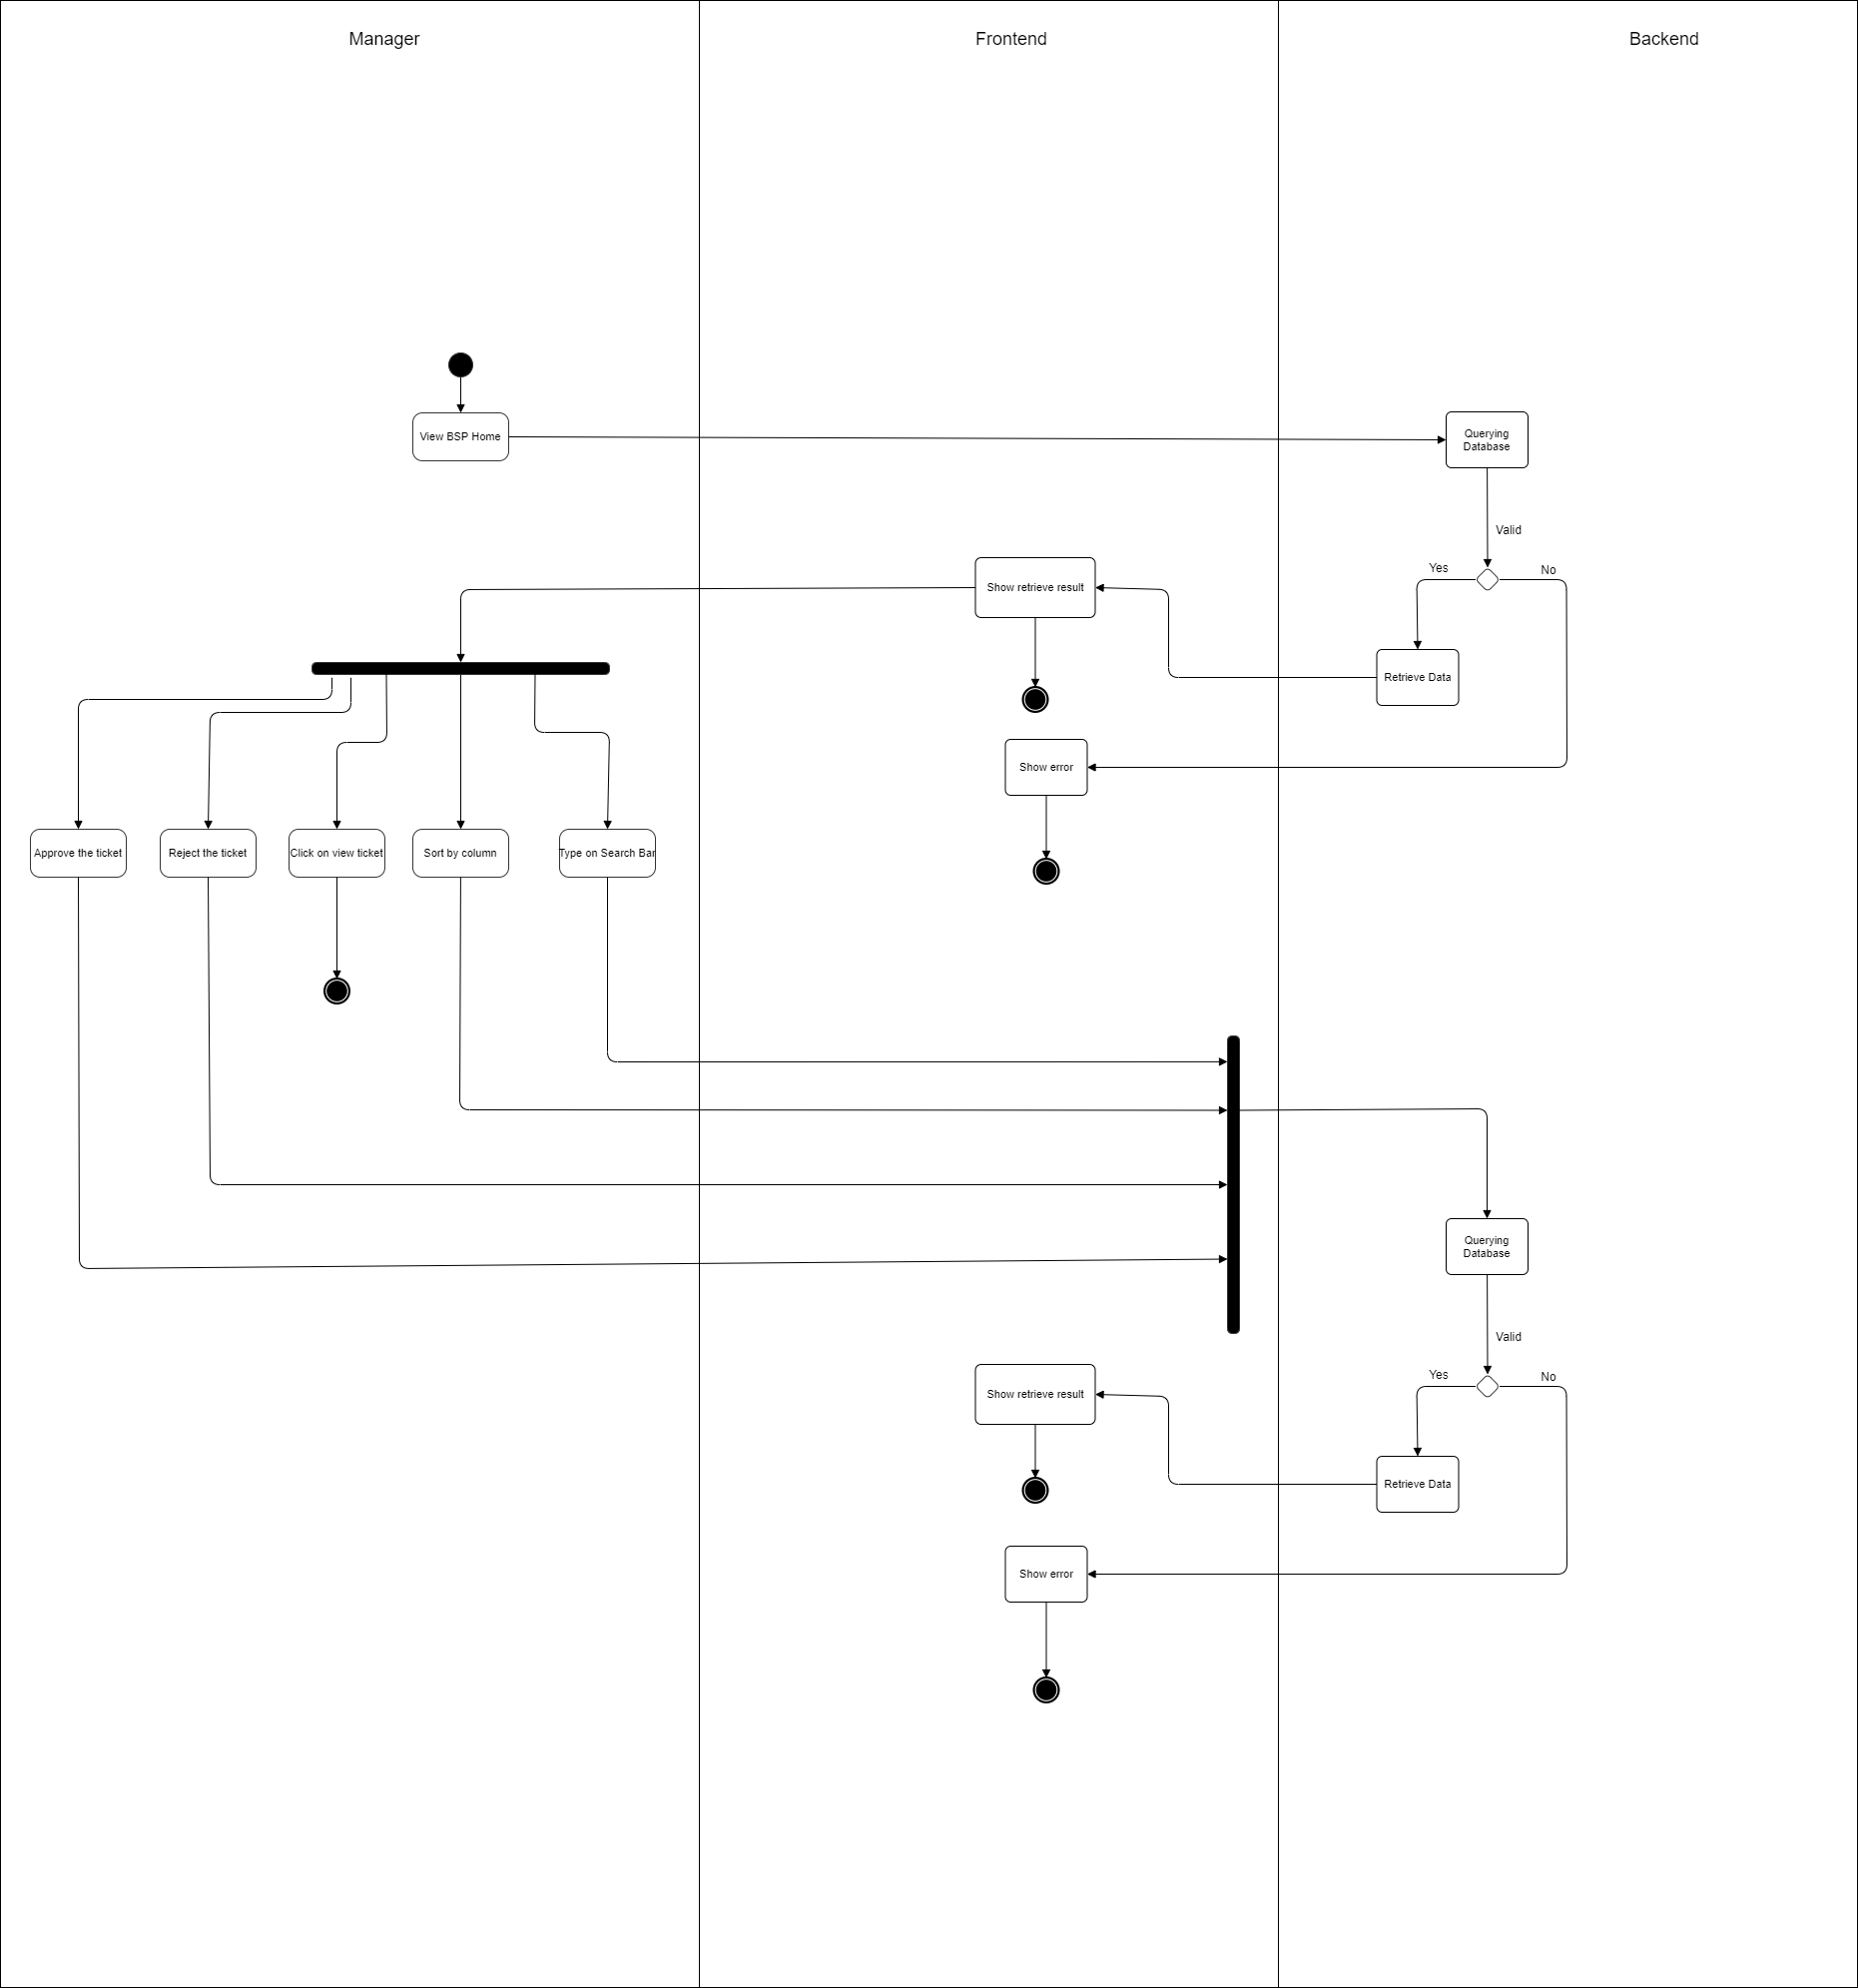 Manager
Frontend
Backend
View BSP Home
Querying
Database
Valid
Yes
No
Show retrieve result
Retrieve Data
Show error
Approve the ticket
Reject the ticket
Click on view ticket
Sort by column
Type on Search Bar
Querying
Database
Valid
Yes
No
Show retrieve result
Retrieve Data
Show error